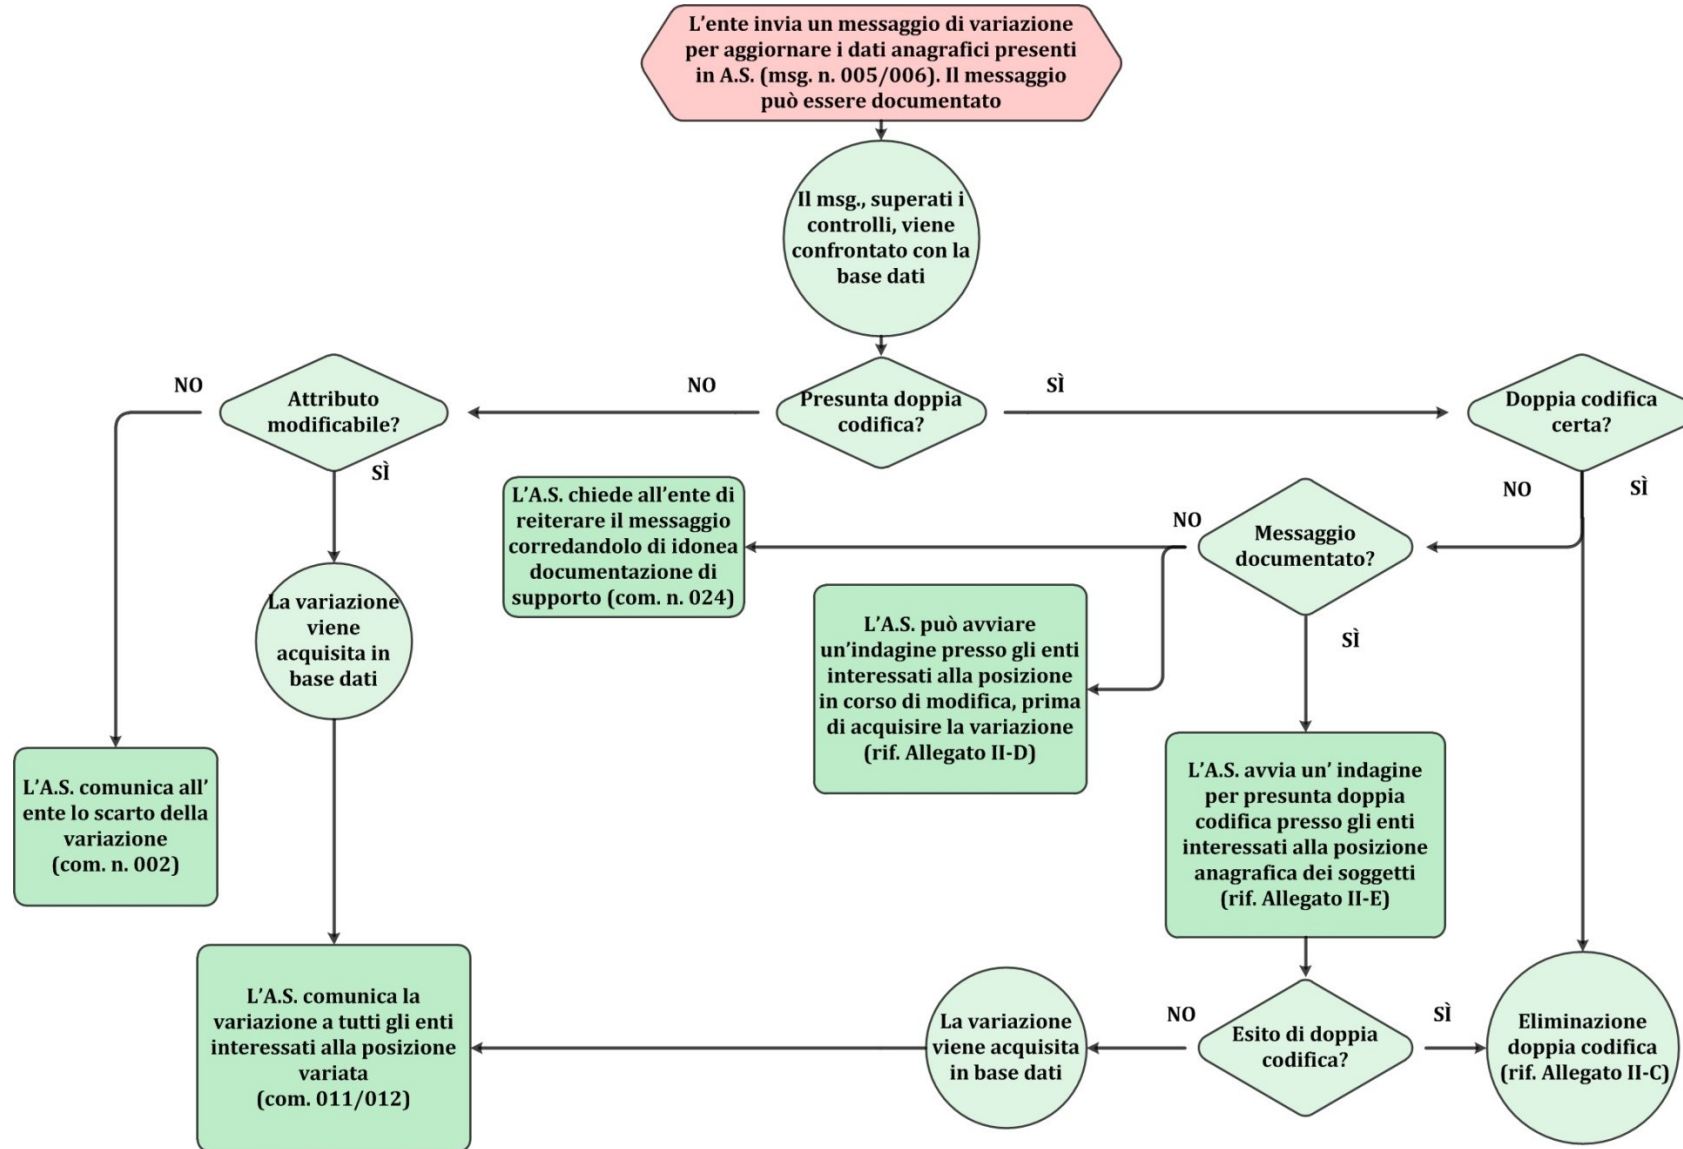 L'ente invia un messaggio di variazione
per aggiornare i dati anagrafici presenti
in A.S. (msg. n. 005/006). Il messaggio
può essere documentato
Il msg., superati i
controlli, viene
confrontato con la
base dati
NO
Attributo
modificabile?
NO
Presunta doppia
codifica?
SÌ
Doppia codifica
certa?
SÌ
NO
SÌ
L'A.S. chiede all'ente di
reiterare il messaggio
corredandolo di idonea
documentazione di
supporto (com. n. 024)
NO
Messaggio
documentato?
La variazione
viene
acquisita in
base dati
L'A.S. può avviare
un'indagine presso gli enti
interessati alla posizione
in corso di modifica, prima
di acquisire la variazione
(rif. Allegato II-D)
SÌ
L'A.S. comunica all'
ente lo scarto della
variazione
(com. n. 002)
L'A.S. avvia un' indagine
per presunta doppia
codifica presso gli enti
interessati alla posizione
anagrafica dei soggetti
(rif. Allegato II-E)
L'A.S. comunica la
variazione a tutti gli enti
interessati alla posizione
variata
(com. 011/012)
La variazione
viene acquisita
in base dati
NO
Esito di doppia
codifica?
SÌ
Eliminazione
doppia codifica
(rif. Allegato II-C)